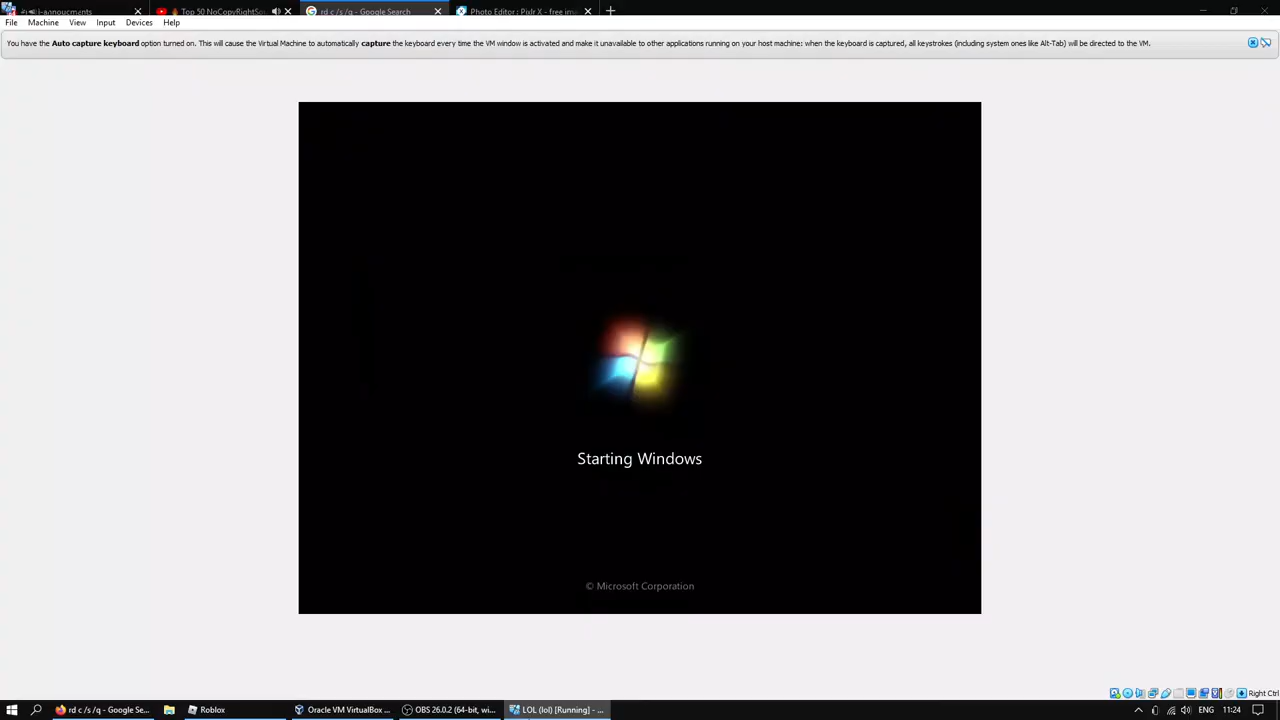 Top 50 NoCopyRightSou
rd c /s /q - Google Search
Photo Editor : Pixlr X - free ima
File Machine View Input Devices Help
You have the Auto capture keyboard option turned on. This will cause the Virtual Machine to automatically capture the keyboard every time the VM window is activated and make it unavailable to other applications running on your host machine: when the keyboard is captured, all keystrokes (including system ones like Alt-Tab) will be directed to the VM.
Starting Windows
© Microsoft Corporation
Right Ctrl
rd c /s /q - Google Se...
Roblox
Oracle VM VirtualBox ...
OBS 26.0.2 (64-bit, wi...
LOL (lol) [Running] - ...
ENG
11:24